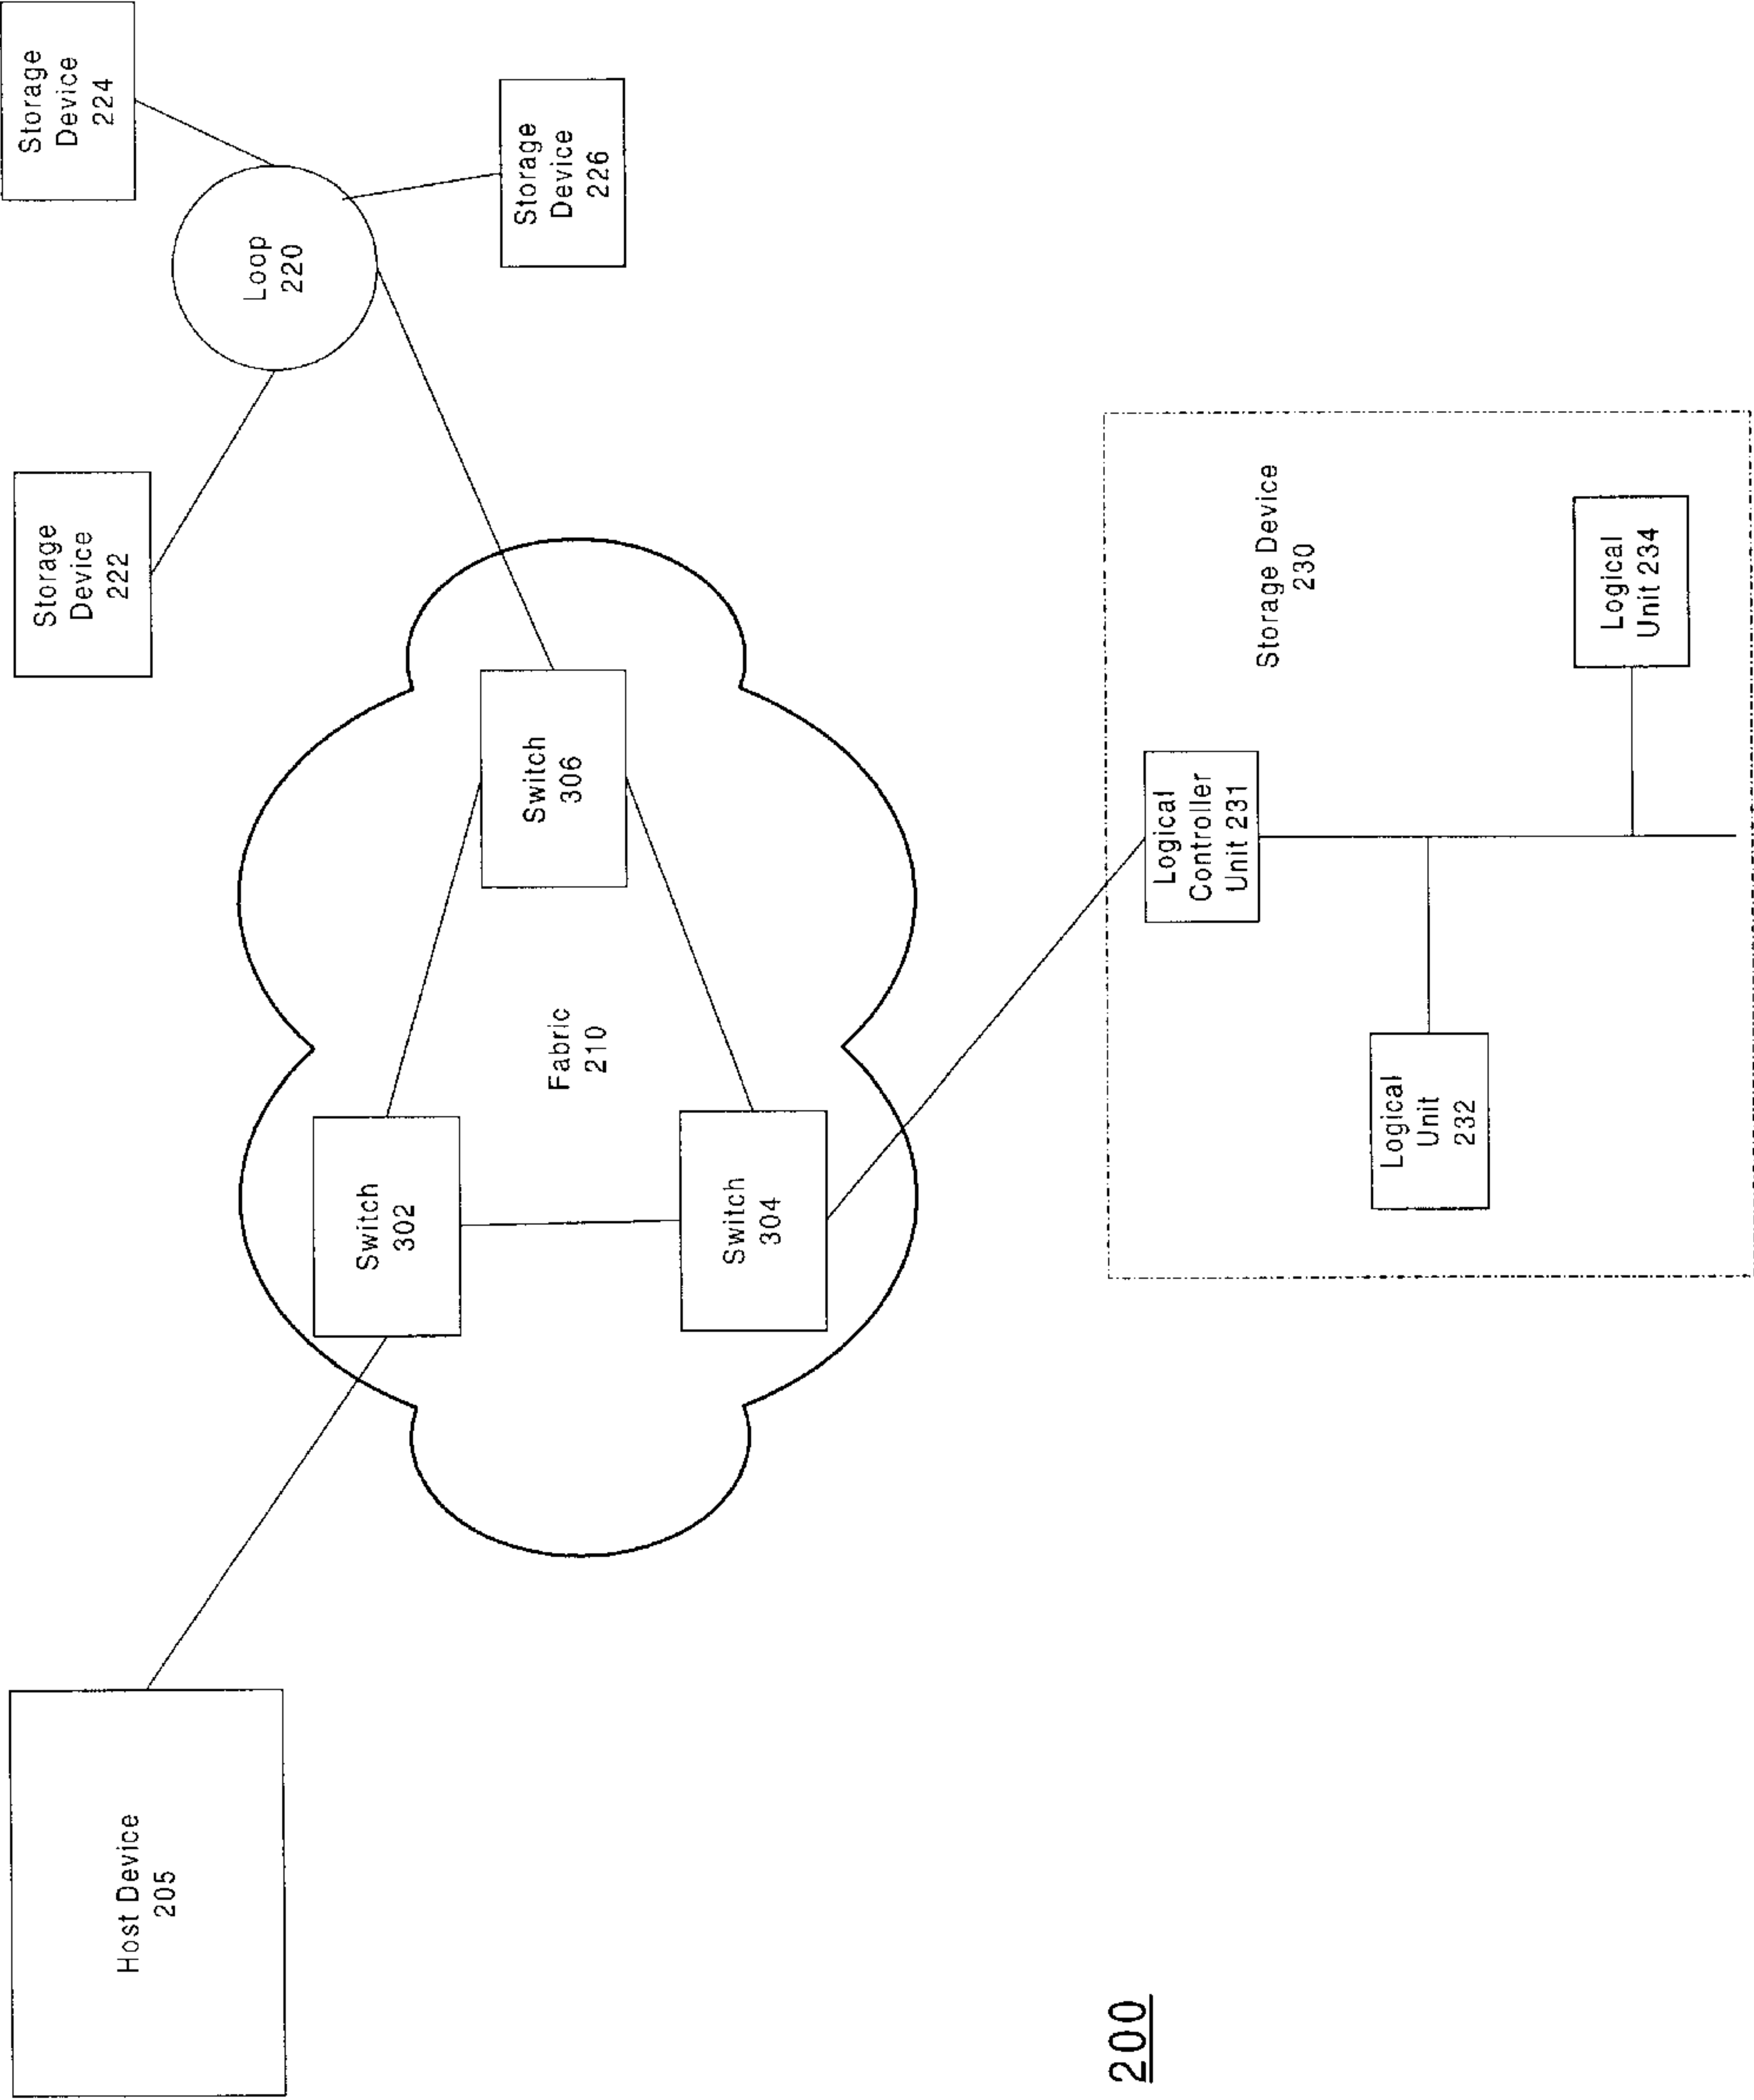 Host Device
205
Switch
302
Switch
304
Fabric
210
Switch
306
Storage
Device
222
Loop
220
Storage
Device
224
Storage
Device
226
Storage Device
230
Logical
Controller
Unit 231
Logical
Unit
232
Logical
Unit 234
200